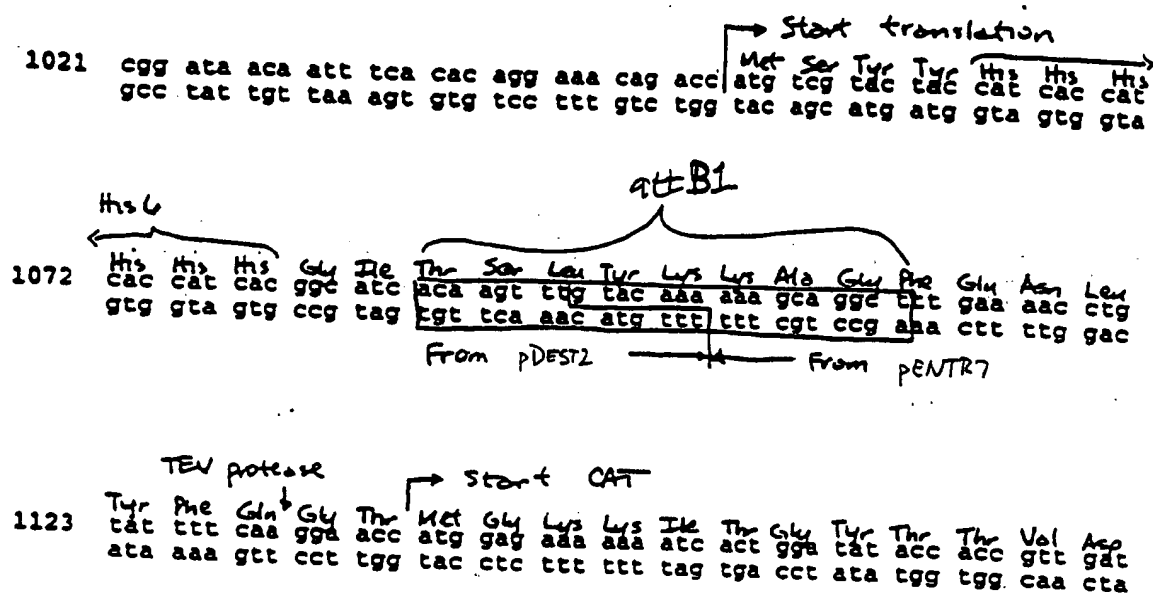 Start translation
Met Ser Tyr Tyr His His His
1021 cgg ata aca att tca cac agg aaa cag acc atg tcg tac tac cat cac cat
gcc tat tgt taa agt gtg tcc ttt gtc tgg tac agc atg atg gta gtg gta
attB1
His 6
His His His Gly Ile Thr Ser Leu Tyr Lys Lys Ala Gly Phe Glu Asn Leu
1072 cac cat cac ggc atc aca agt ttg tac aaa aaa gca ggc ttt gaa aac ctg
gtg gta gtg ccg tag tgt tca aac atg ttt ttt cgt ccg aaa ctt ttg gac
From pDEST2 From pENTR7
TEV protease Start CAT
Tyr Phe Gln Gly Thr Met Gly Lys Lys Ile Thr Gly Tyr Thr Thr Val Asp
1123 tat ttt caa gga acc atg gag aaa aaa atc act gga tat acc acc gtt gat
ata aaa gtt cct tgg tac ctc ttt ttt tag tga cct ata tgg tgg caa cta